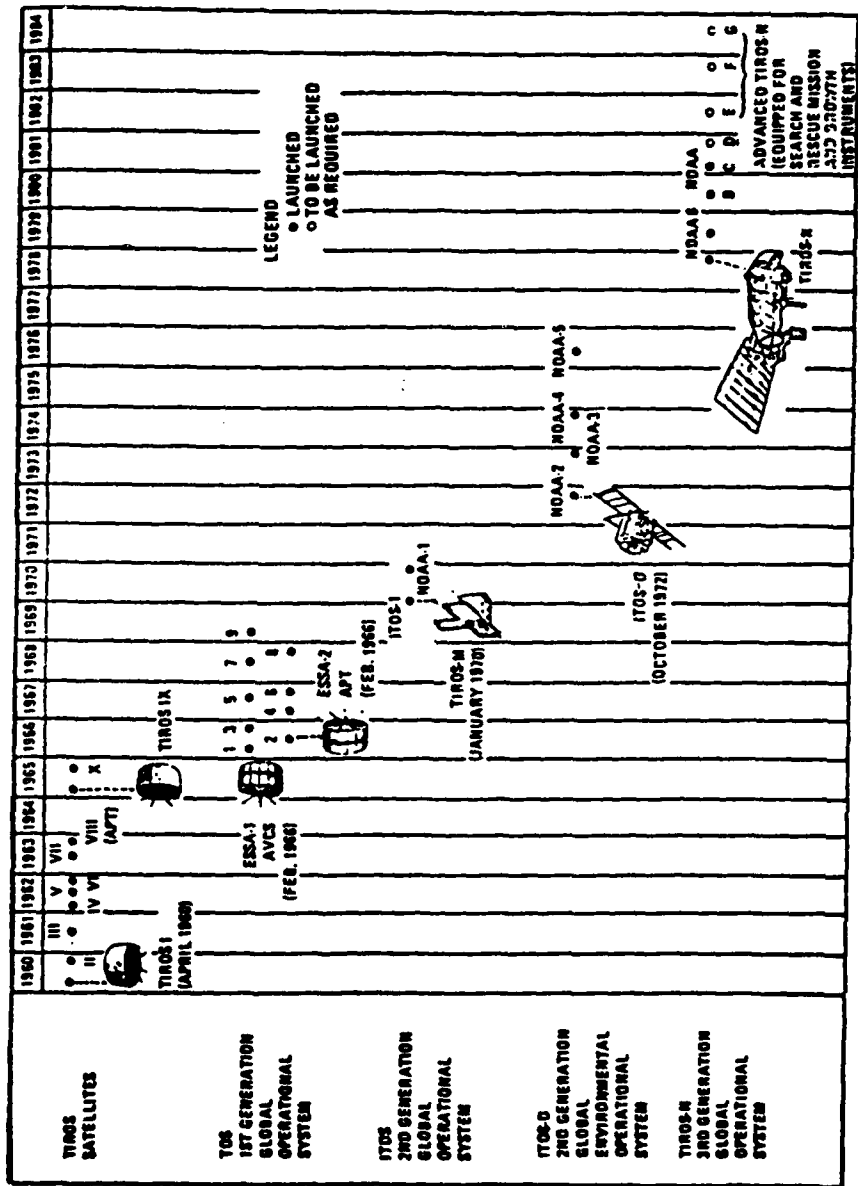 1960 1961 1962 1963 1964 1965 1966 1967 1968 1969 1970 1971 1972 1973 1974 1975 1976 1977 1978 1979 1980 1981 1982 1983 1984
TIROS
SATELLITES
II
III
IV
V
VI
VII
VIII
(APT)
X
TIROS I
(APRIL 1960)
TIROS IX
TOS
1ST GENERATION
GLOBAL
OPERATIONAL
SYSTEM
1 3 5 7 9
2 4 6 8
ESSA-1
AVCS
(FEB. 1966)
ESSA-2
APT
(FEB. 1966)
ITOS
2ND GENERATION
GLOBAL
OPERATIONAL
SYSTEM
ITOS-1
NOAA-1
TIROS-M
(JANUARY 1970)
ITOS-D
2ND GENERATION
GLOBAL
ENVIRONMENTAL
OPERATIONAL
SYSTEM
NOAA-2
NOAA-3
NOAA-4
NOAA-5
ITOS-D
(OCTOBER 1972)
TIROS-N
3RD GENERATION
GLOBAL
OPERATIONAL
SYSTEM
NOAA 6
NOAA
B C D E F G
TIROS-N
ADVANCED TIROS-N
(EQUIPPED FOR
SEARCH AND
RESCUE MISSION
AND GROWTH
INSTRUMENTS)
LEGEND
LAUNCHED
TO BE LAUNCHED
AS REQUIRED